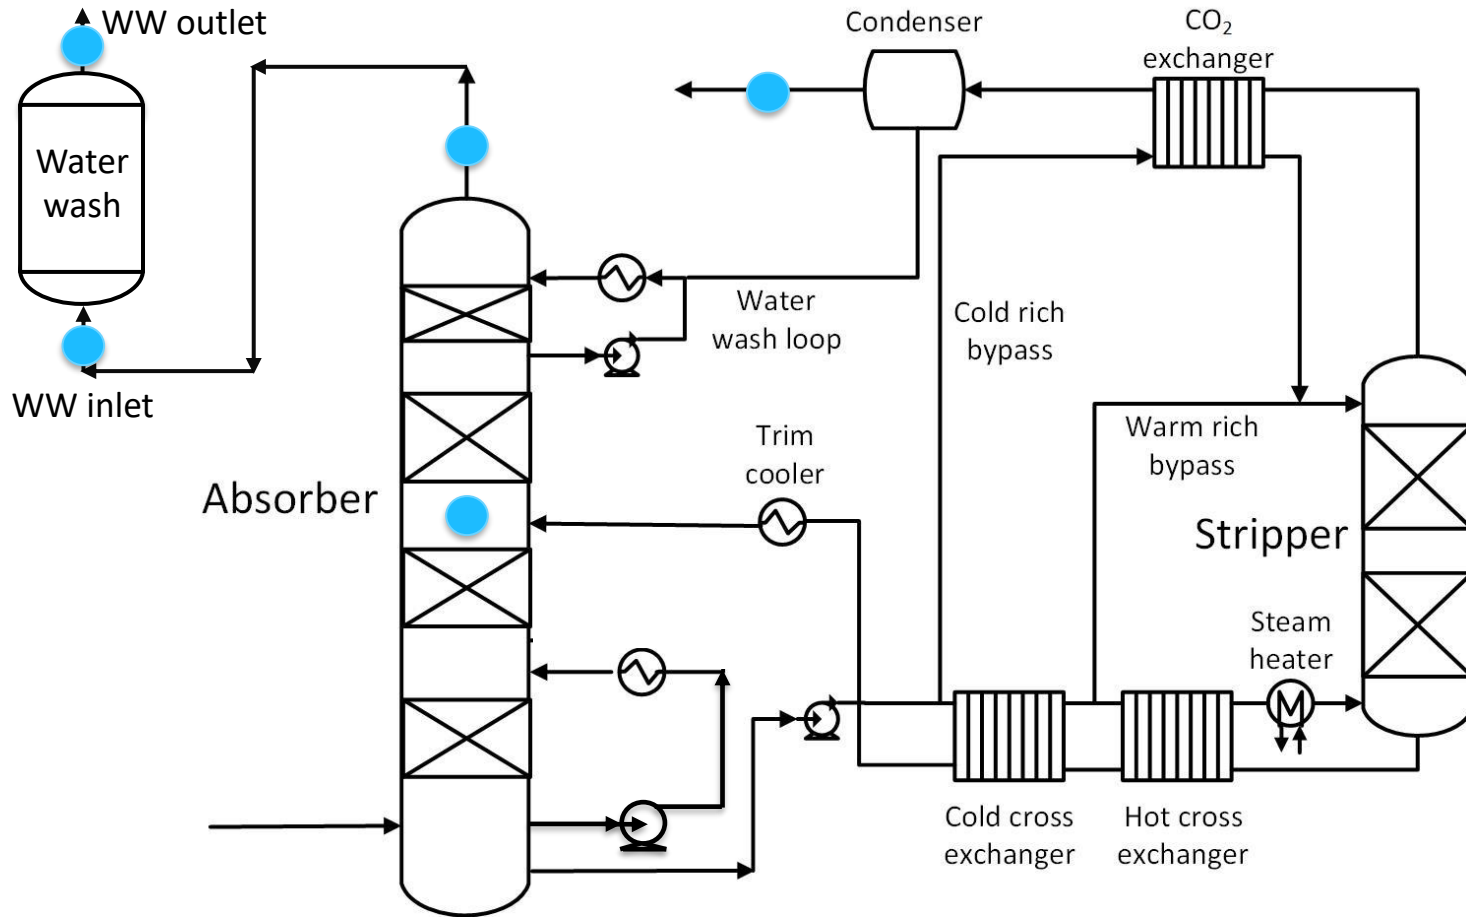 WW outlet
Water
wash
WW inlet
Condenser
CO₂
exchanger
Water
wash loop
Cold rich
bypass
Warm rich
bypass
Trim
cooler
Absorber
Stripper
Steam
heater
Cold cross
exchanger
Hot cross
exchanger